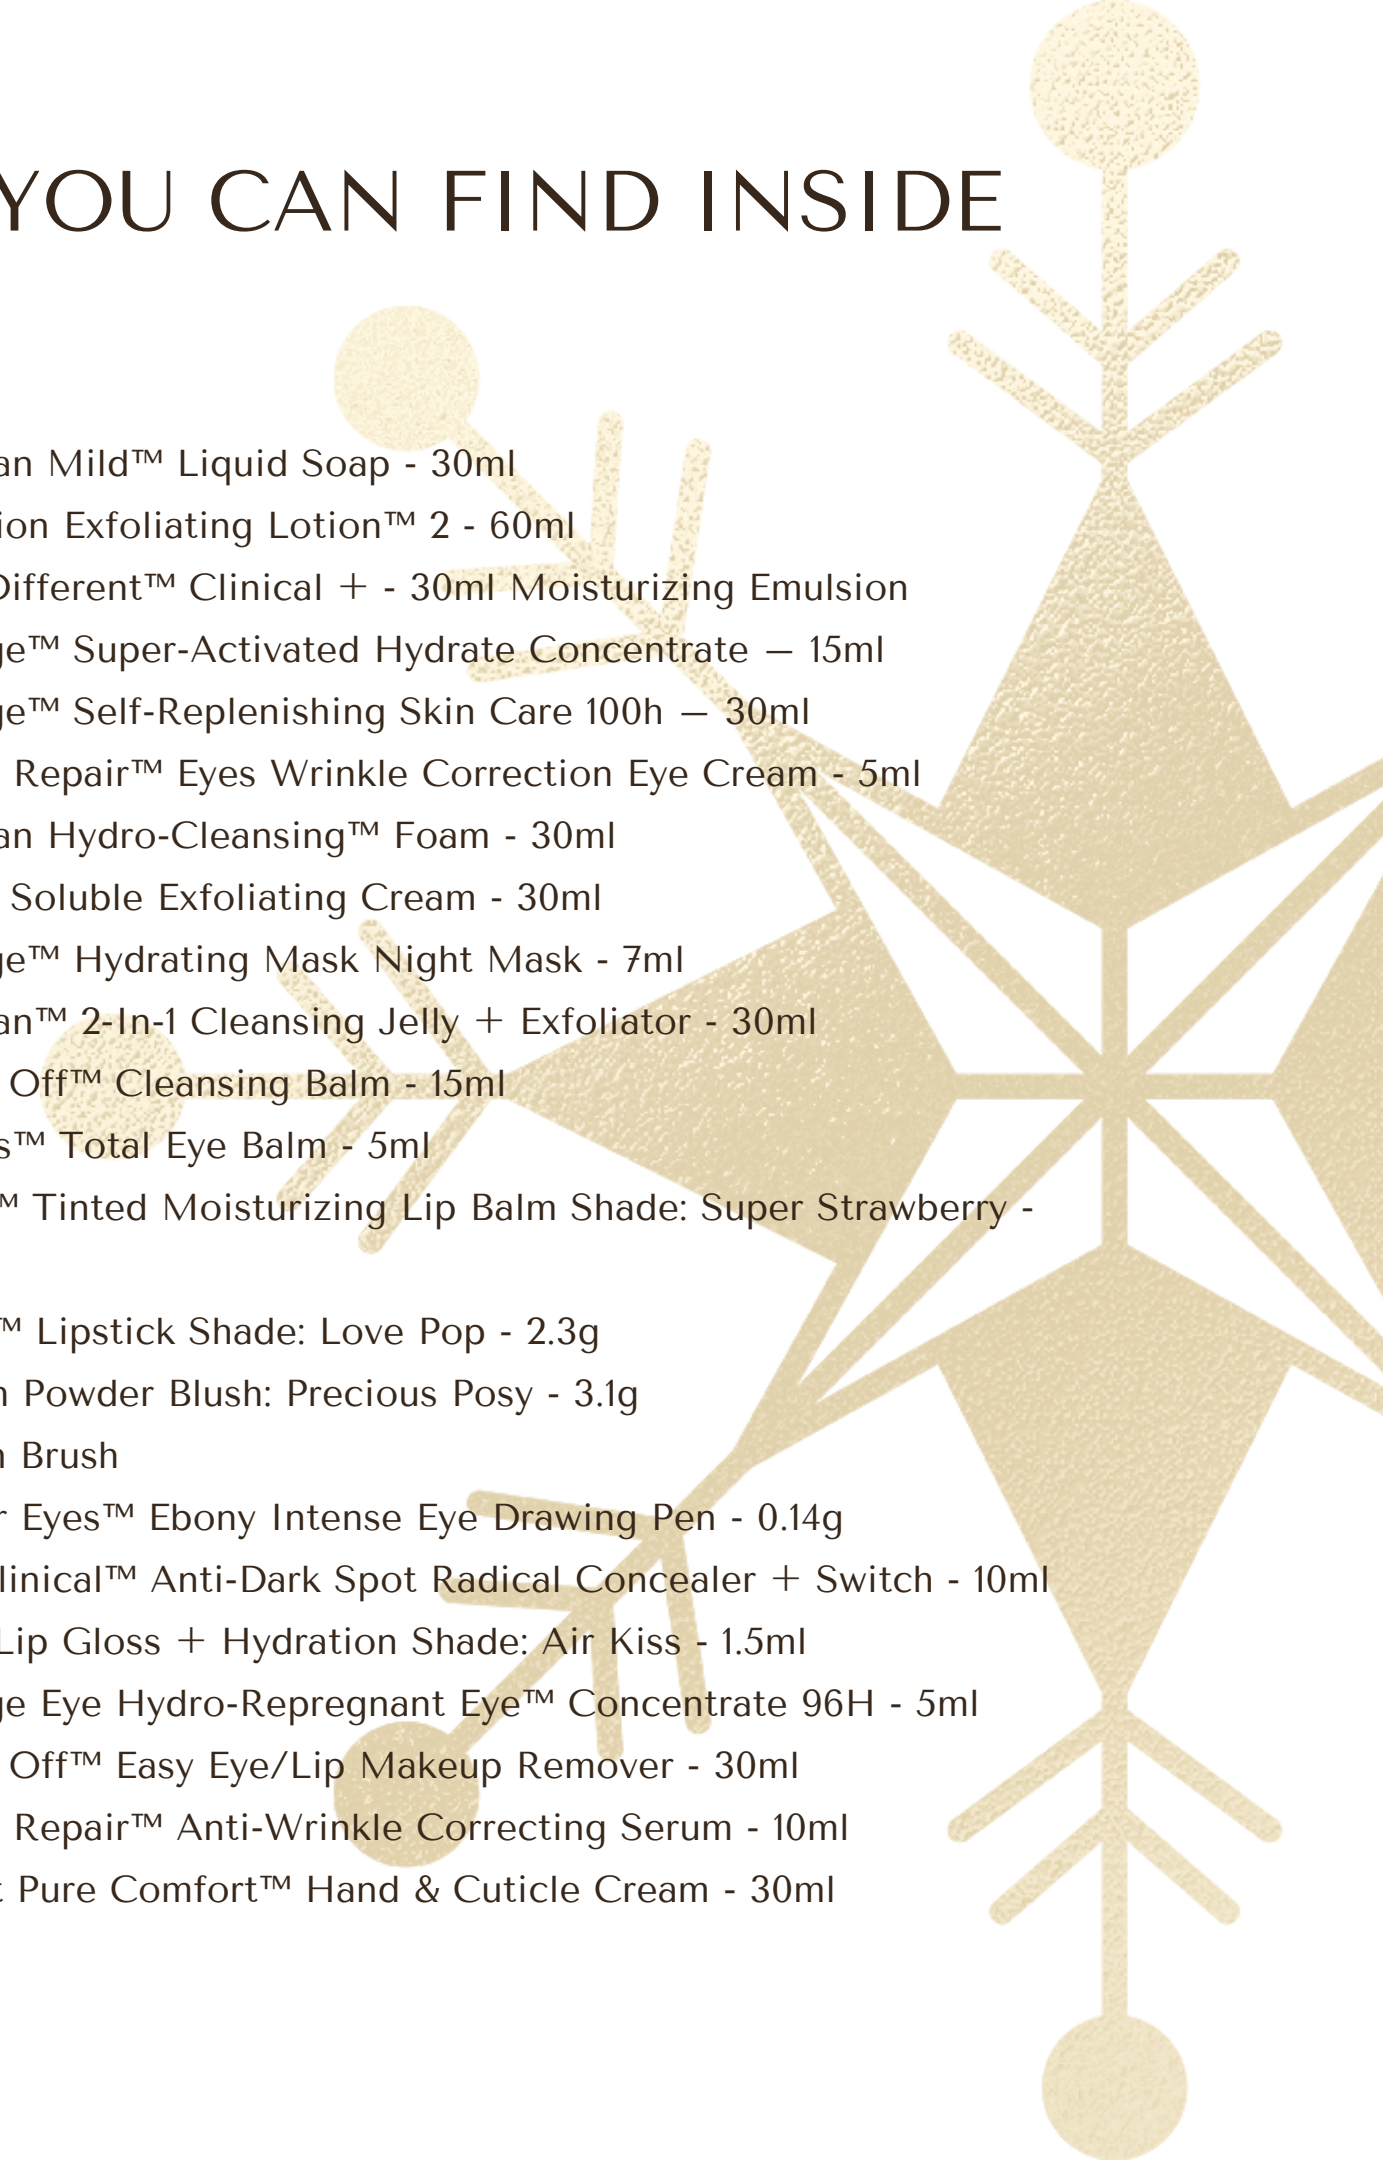 YOU CAN FIND INSIDE
an Mild™ Liquid Soap - 30ml
ion Exfoliating Lotion™ 2 - 60ml
Different™ Clinical + - 30ml Moisturizing Emulsion
ge™ Super-Activated Hydrate Concentrate – 15ml
ge™ Self-Replenishing Skin Care 100h – 30ml
Repair™ Eyes Wrinkle Correction Eye Cream - 5ml
an Hydro-Cleansing™ Foam - 30ml
Soluble Exfoliating Cream - 30ml
ge™ Hydrating Mask Night Mask - 7ml
an™ 2-In-1 Cleansing Jelly + Exfoliator - 30ml
Off™ Cleansing Balm - 15ml
s™ Total Eye Balm - 5ml
™ Tinted Moisturizing Lip Balm Shade: Super Strawberry -
™ Lipstick Shade: Love Pop - 2.3g
n Powder Blush: Precious Posy - 3.1g
n Brush
r Eyes™ Ebony Intense Eye Drawing Pen - 0.14g
linical™ Anti-Dark Spot Radical Concealer + Switch - 10ml
Lip Gloss + Hydration Shade: Air Kiss - 1.5ml
ge Eye Hydro-Repregnant Eye™ Concentrate 96H - 5ml
Off™ Easy Eye/Lip Makeup Remover - 30ml
Repair™ Anti-Wrinkle Correcting Serum - 10ml
t Pure Comfort™ Hand & Cuticle Cream - 30ml